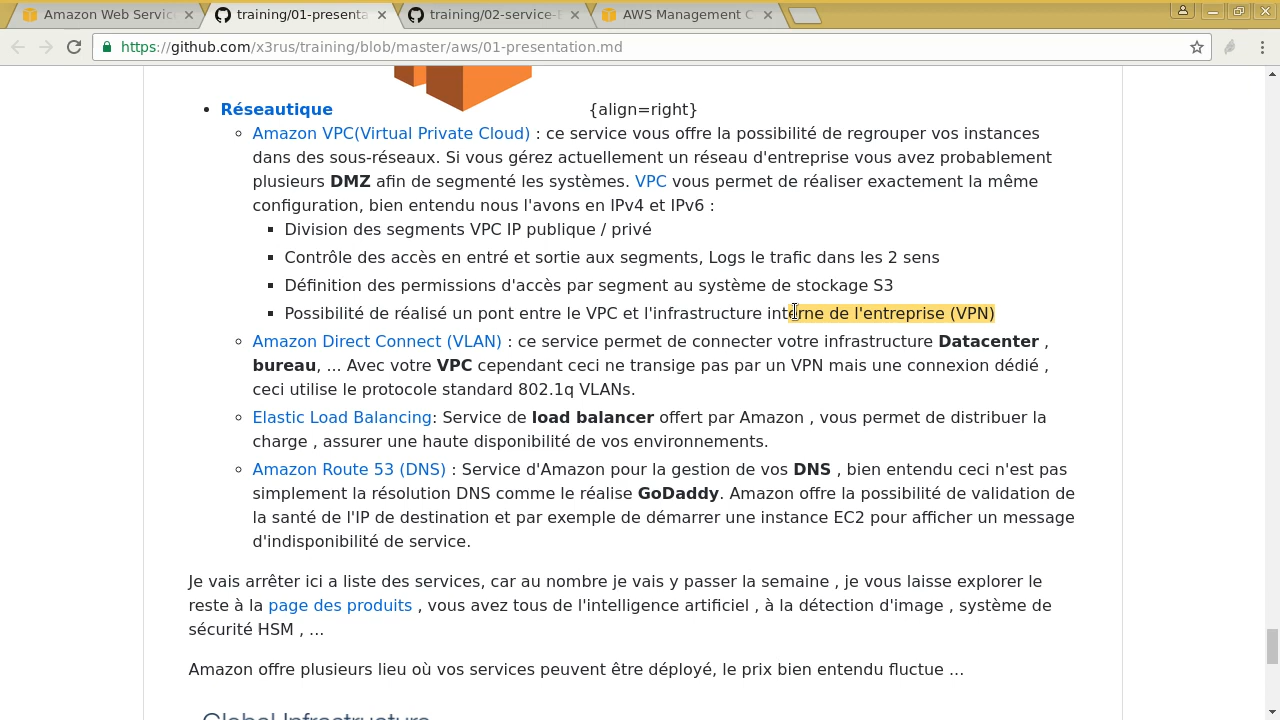 Amazon Web Servic
training/01-presenta
training/02-service-
AWS Management C
https://github.com/x3rus/training/blob/master/aws/01-presentation.md
Réseautique {align=right}
Amazon VPC(Virtual Private Cloud) : ce service vous offre la possibilité de regrouper vos instances
dans des sous-réseaux. Si vous gérez actuellement un réseau d'entreprise vous avez probablement
plusieurs DMZ afin de segmenté les systèmes. VPC vous permet de réaliser exactement la même
configuration, bien entendu nous l'avons en IPv4 et IPv6 :
Division des segments VPC IP publique / privé
Contrôle des accès en entré et sortie aux segments, Logs le trafic dans les 2 sens
Définition des permissions d'accès par segment au système de stockage S3
Possibilité de réalisé un pont entre le VPC et l'infrastructure interne de l'entreprise (VPN)
Amazon Direct Connect (VLAN) : ce service permet de connecter votre infrastructure Datacenter ,
bureau, ... Avec votre VPC cependant ceci ne transige pas par un VPN mais une connexion dédié ,
ceci utilise le protocole standard 802.1q VLANs.
Elastic Load Balancing: Service de load balancer offert par Amazon , vous permet de distribuer la
charge , assurer une haute disponibilité de vos environnements.
Amazon Route 53 (DNS) : Service d'Amazon pour la gestion de vos DNS , bien entendu ceci n'est pas
simplement la résolution DNS comme le réalise GoDaddy. Amazon offre la possibilité de validation de
la santé de l'IP de destination et par exemple de démarrer une instance EC2 pour afficher un message
d'indisponibilité de service.
Je vais arrêter ici a liste des services, car au nombre je vais y passer la semaine , je vous laisse explorer le
reste à la page des produits , vous avez tous de l'intelligence artificiel , à la détection d'image , système de
sécurité HSM , ...
Amazon offre plusieurs lieu où vos services peuvent être déployé, le prix bien entendu fluctue ...
Global Infrastructure